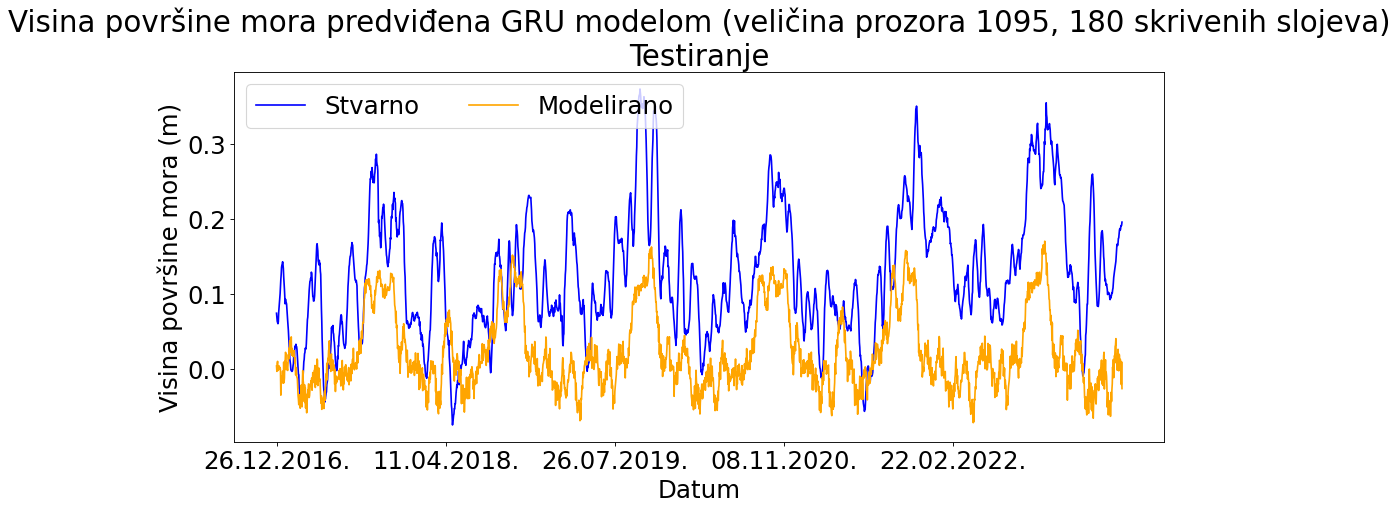 Visina površine mora predviđena GRU modelom (veličina prozora 1095, 180 skrivenih slojeva)
Testiranje
Stvarno Modelirano
Visina površine mora (m)
0.3
0.2
0.1
0.0
26.12.2016. 11.04.2018. 26.07.2019. 08.11.2020. 22.02.2022.
Datum